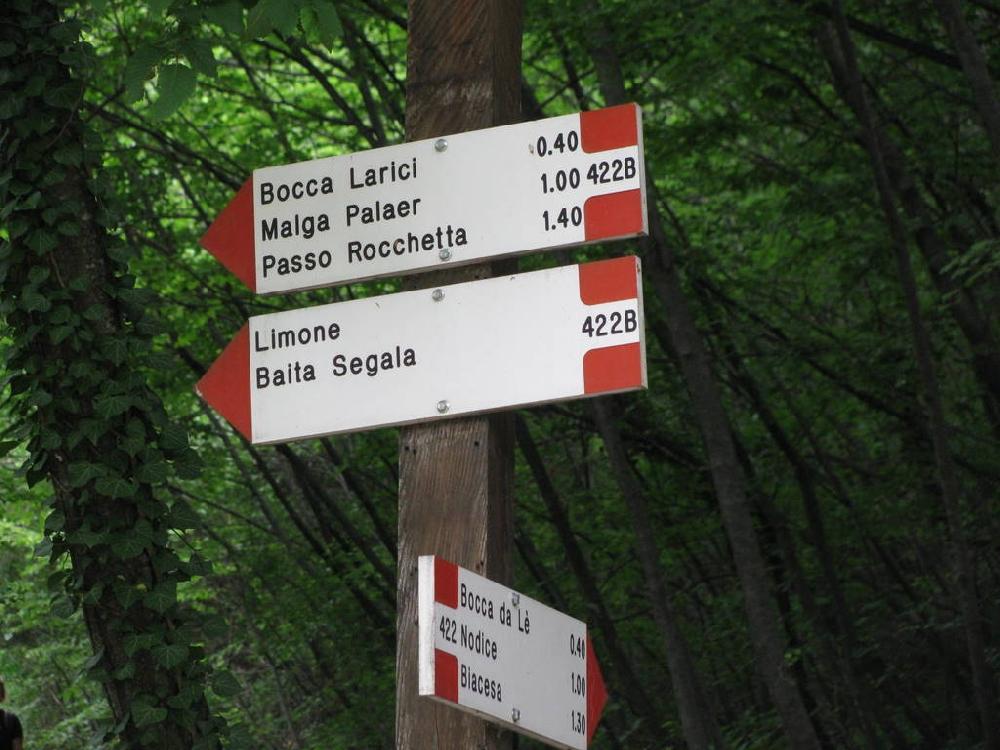 Bocca Larici 0.40
Malga Palaer 1.00 422B
Passo Rocchetta 1.40
Limone 422B
Baita Segala
Bocca da Lè 0.40
422 Nodice 1.00
Biacesa 1.30